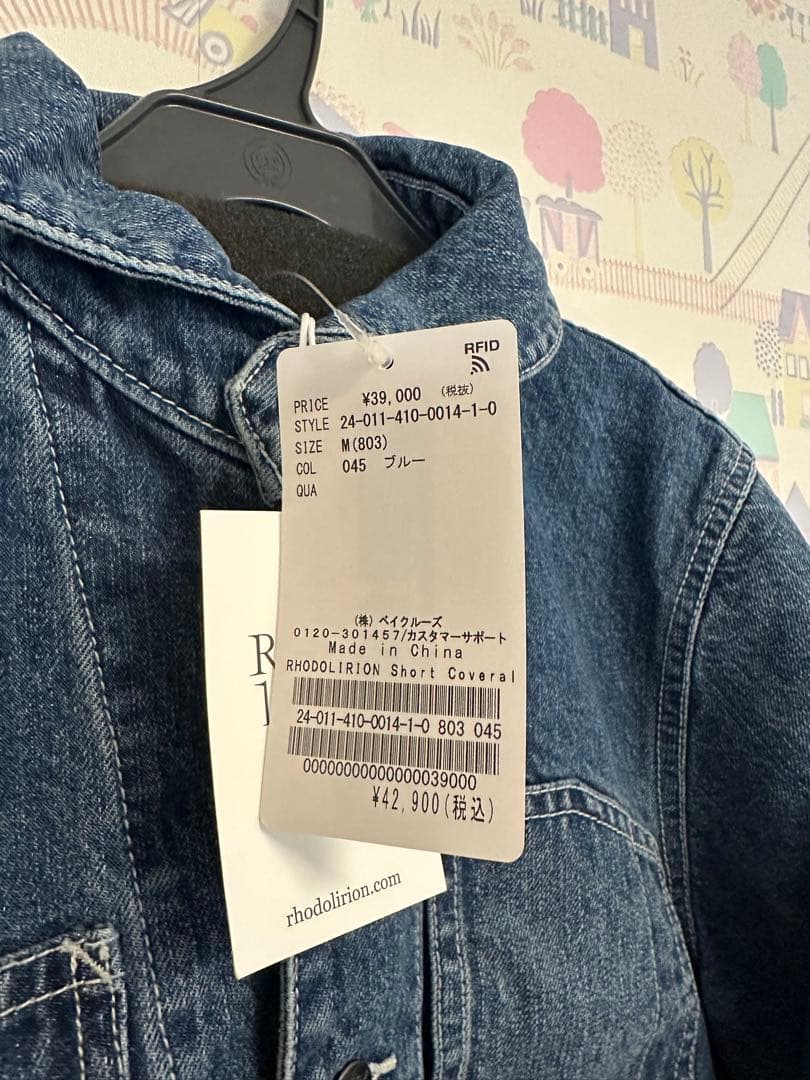 RFID
PRICE ¥39,000 (税抜)
STYLE 24-011-410-0014-1-0
SIZE M(803)
COL 045 ブルー
QUA
(株) ベイクルーズ
0120-301457/カスタマーサポート
Made in China
RHODOLIRION Short Coveral
24-011-410-0014-1-0 803 045
00000000000000039000
¥42,900(税込)
rhodolirion.com